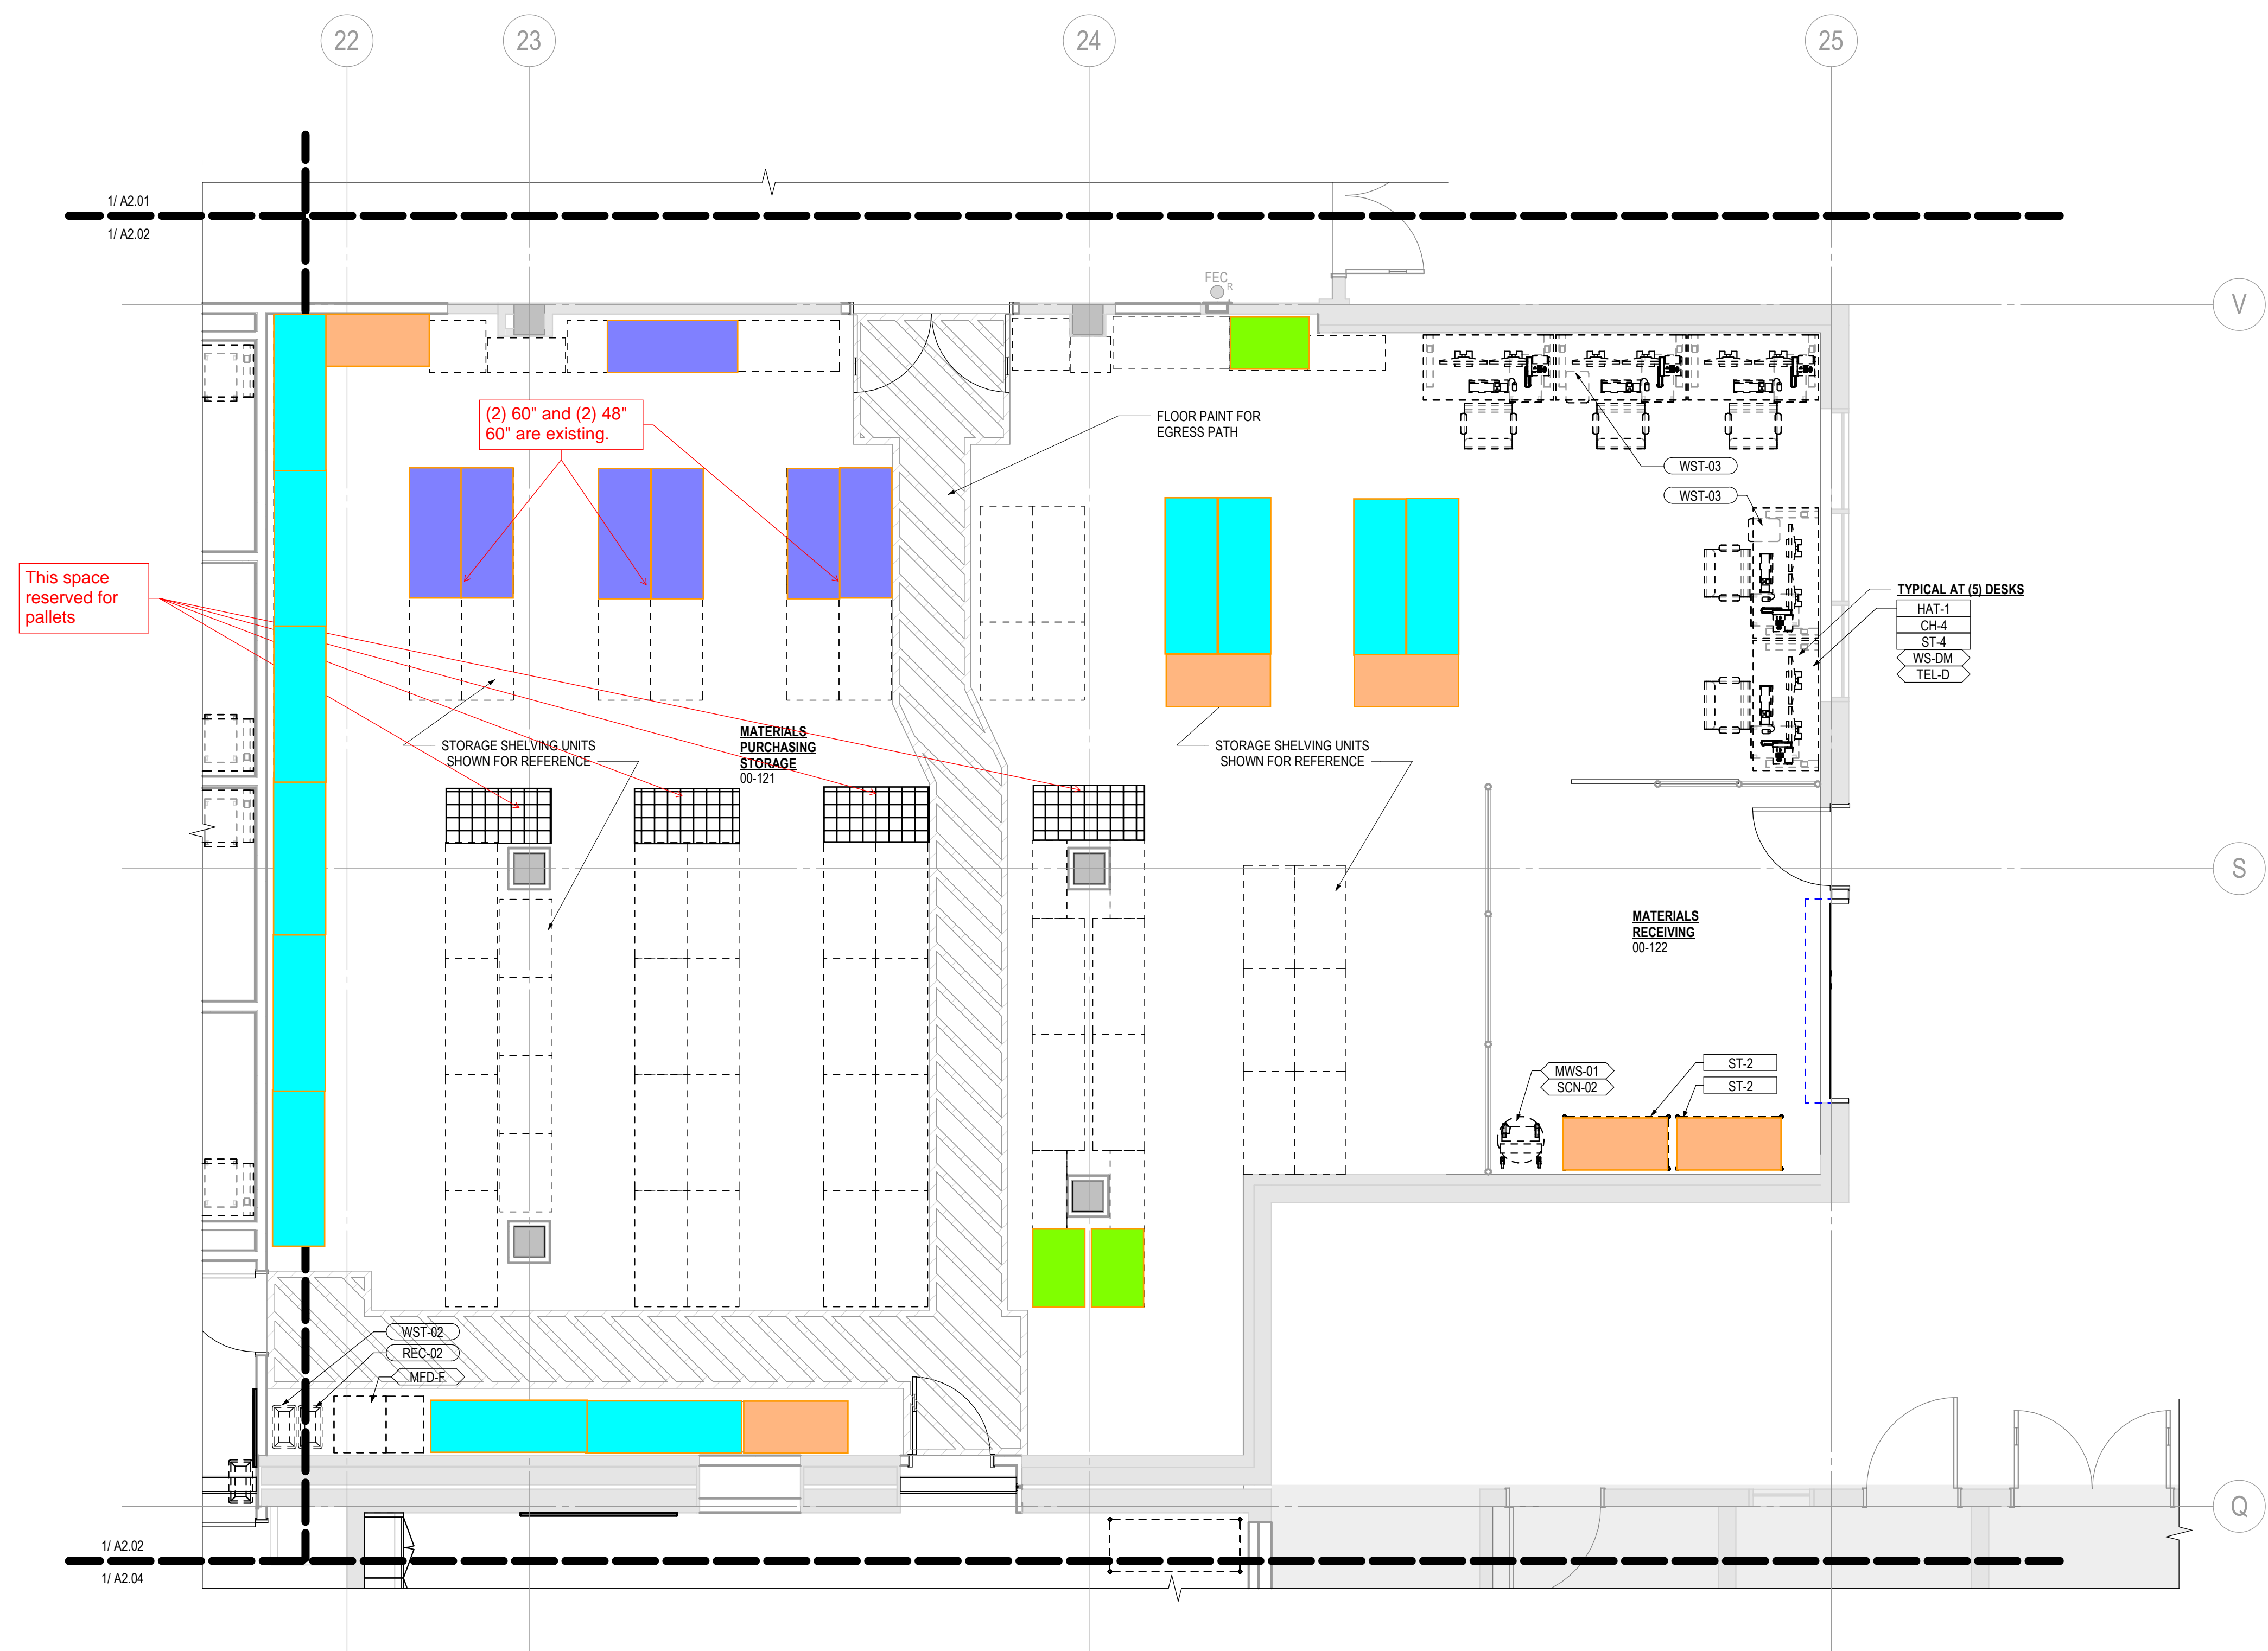 22
23
24
25
1/ A2.01
1/ A2.02
FEC
R
V
(2) 60" and (2) 48"
60" are existing.
FLOOR PAINT FOR
EGRESS PATH
WST-03
WST-03
This space
reserved for
pallets
TYPICAL AT (5) DESKS
HAT-1
CH-4
ST-4
WS-DM
TEL-D
MATERIALS
PURCHASING
STORAGE
00-121
STORAGE SHELVING UNITS
SHOWN FOR REFERENCE
STORAGE SHELVING UNITS
SHOWN FOR REFERENCE
S
MATERIALS
RECEIVING
00-122
MWS-01
SCN-02
ST-2
ST-2
WST-02
REC-02
MFD-F
Q
1/ A2.02
1/ A2.04